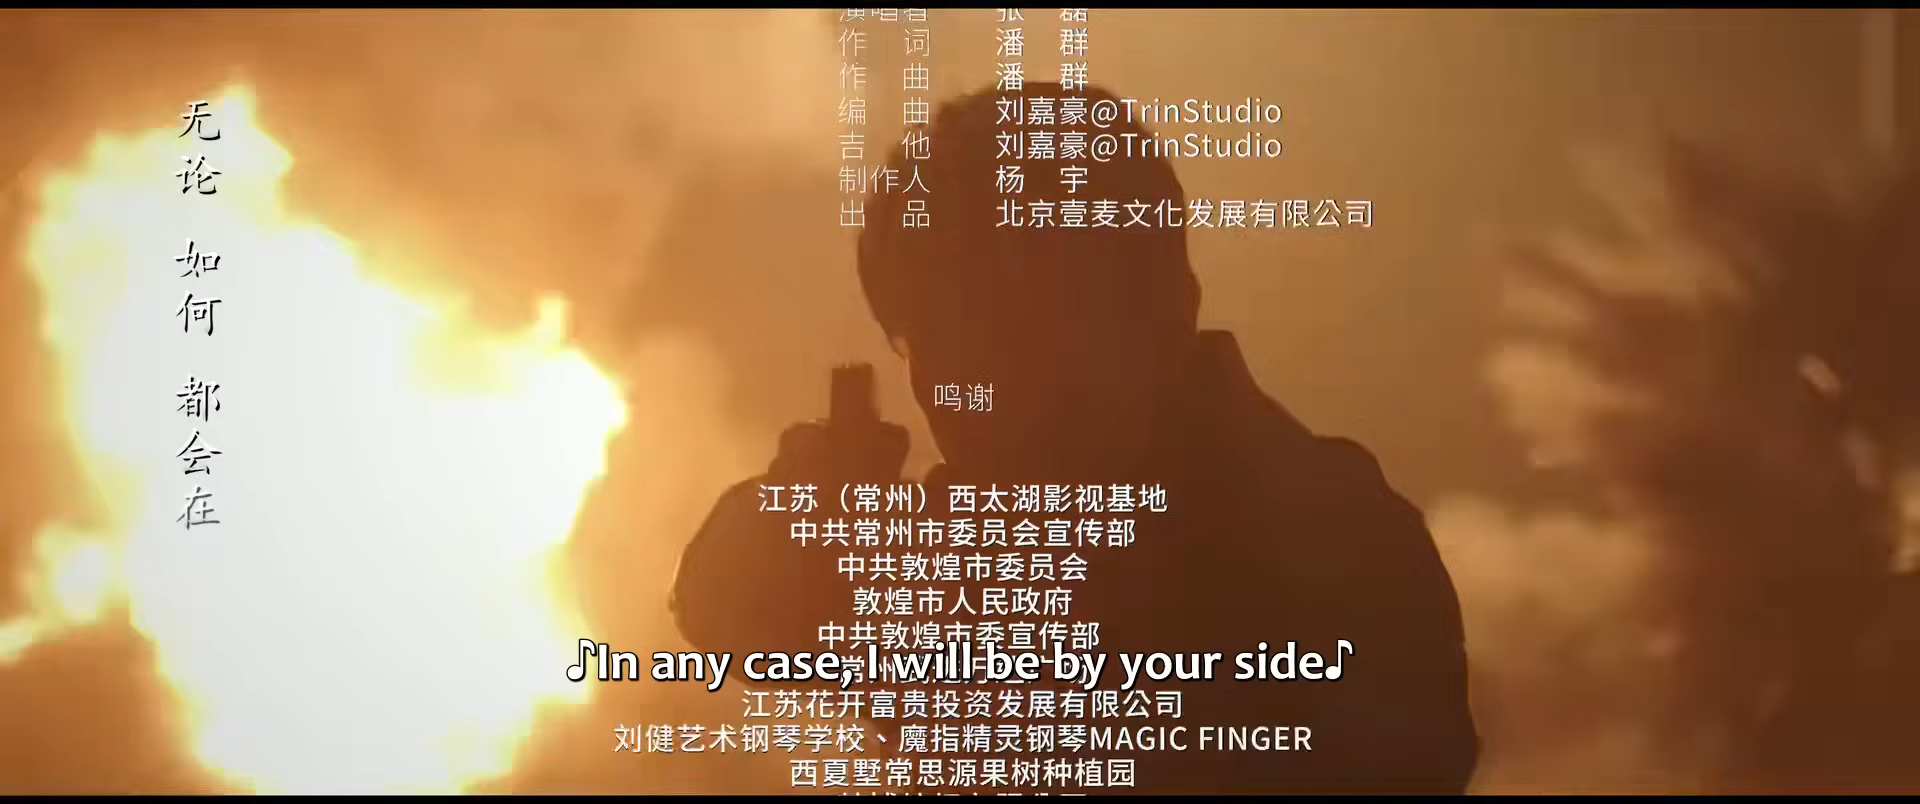 演唱者 张 磊
作 词 潘 群
作 曲 潘 群
编 曲 刘嘉豪@TrinStudio
吉 他 刘嘉豪@TrinStudio
制作人 杨 宇
出 品 北京壹麦文化发展有限公司
无论 如何 都会在
鸣谢
江苏（常州）西太湖影视基地
中共常州市委员会宣传部
中共敦煌市委员会
敦煌市人民政府
中共敦煌市委宣传部
♪In any case, I will be by your side♪
常州
江苏花开富贵投资发展有限公司
刘健艺术钢琴学校、魔指精灵钢琴MAGIC FINGER
西夏墅常思源果树种植园